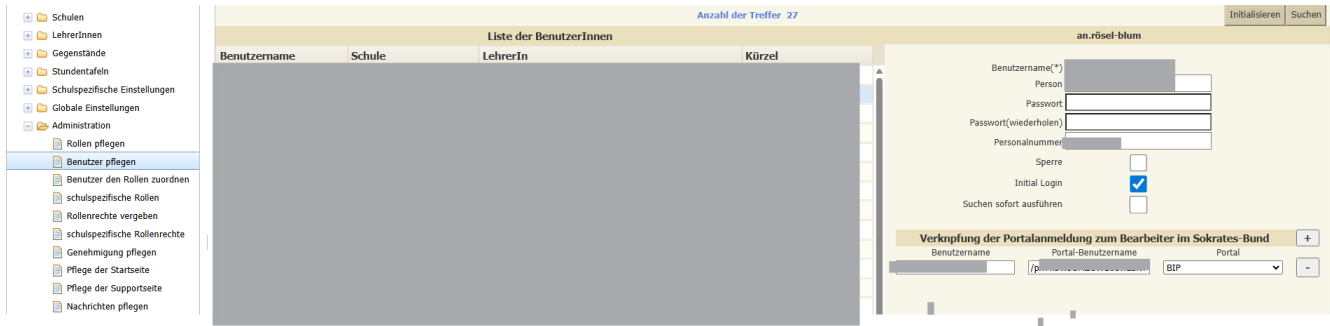 Schulen
LehrerInnen
Gegenstände
Stundentafeln
Schulspezifische Einstellungen
Globale Einstellungen
Administration
Rollen pflegen
Benutzer pflegen
Benutzer den Rollen zuordnen
schulspezifische Rollen
Rollenrechte vergeben
schulspezifische Rollenrechte
Genehmigung pflegen
Pflege der Startseite
Pflege der Supportseite
Nachrichten pflegen
Anzahl der Treffer 27
Initialisieren Suchen
Liste der BenutzerInnen
Benutzername Schule LehrerIn Kürzel
an.rösel-blum
Benutzername(*)
Person
Passwort
Passwort(wiederholen)
Personalnummer
Sperre
Initial Login
Suchen sofort ausführen
Verknpfung der Portalanmeldung zum Bearbeiter im Sokrates-Bund +
Benutzername Portal-Benutzername Portal
BIP -